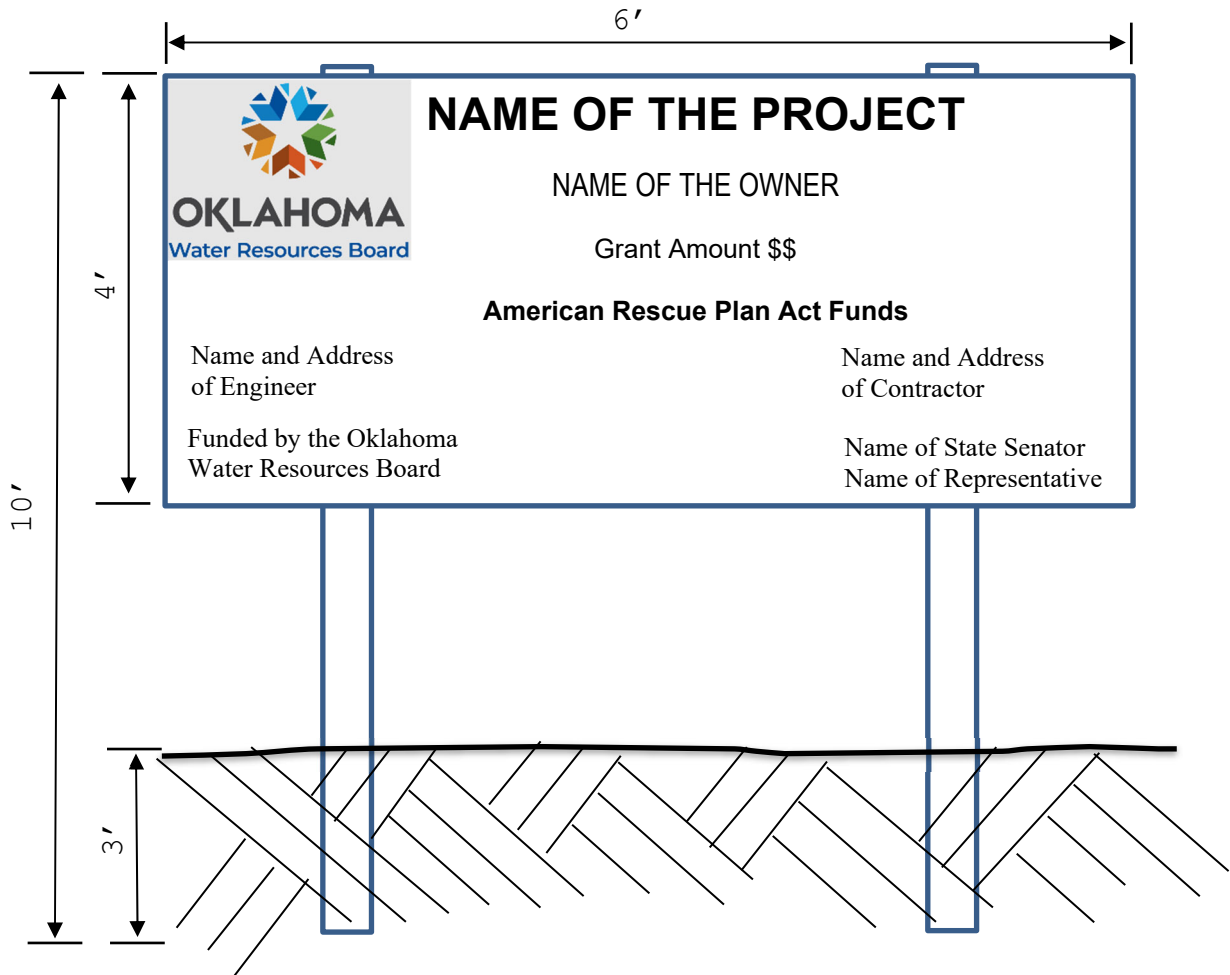 6′
NAME OF THE PROJECT
OKLAHOMA
Water Resources Board
NAME OF THE OWNER
Grant Amount $$
American Rescue Plan Act Funds
Name and Address
of Engineer
Name and Address
of Contractor
Funded by the Oklahoma
Water Resources Board
Name of State Senator
Name of Representative
4′
10′
3′